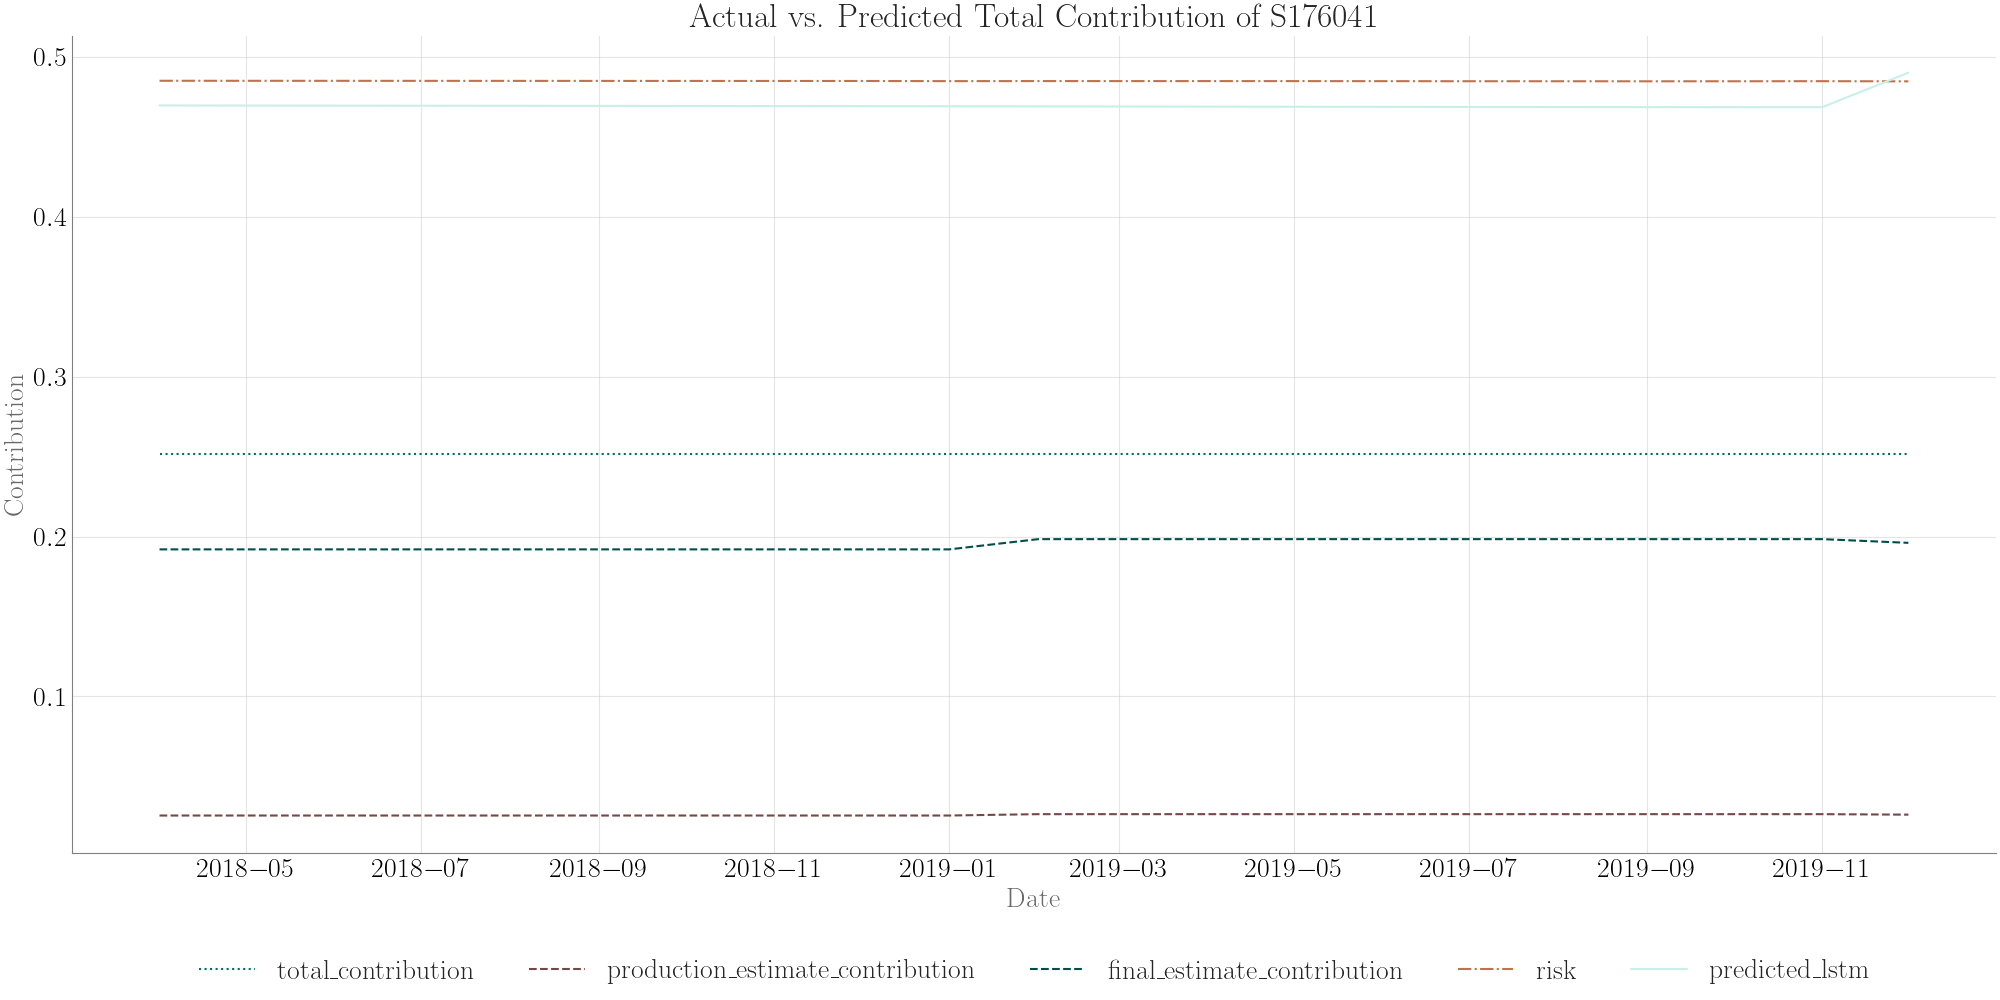 Actual vs. Predicted Total Contribution of S176041
0.5
0.4
0.3
0.2
0.1
Contribution
2018−05 2018−07 2018−09 2018−11 2019−01 2019−03 2019−05 2019−07 2019−09 2019−11
Date
total_contribution production_estimate_contribution final_estimate_contribution risk predicted_lstm